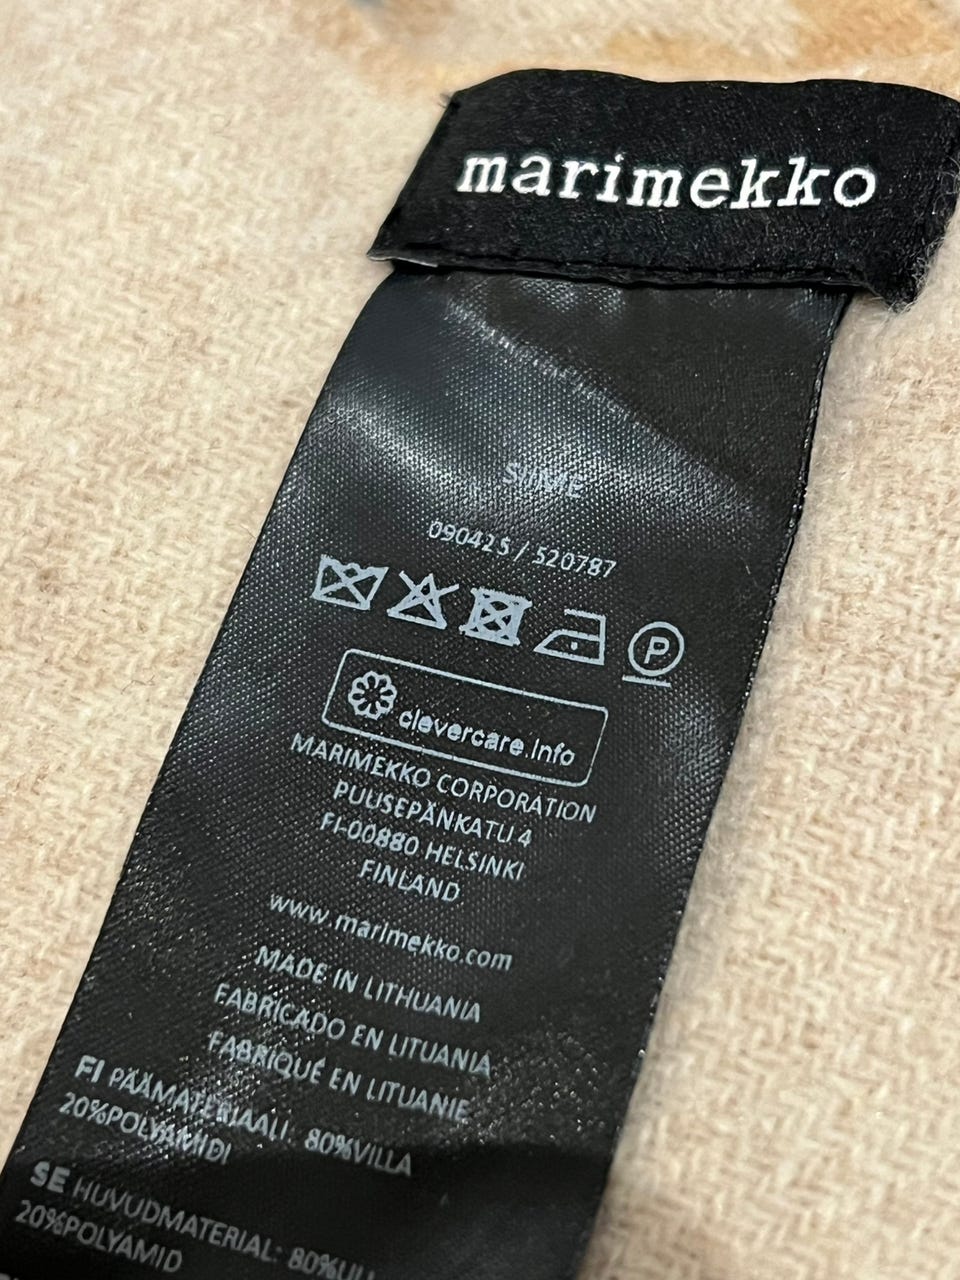 marimekko
SIIME
090425 / 520787
P
clevercare.info
MARIMEKKO CORPORATION
PUUSEPÄNKATU 4
FI-00880 HELSINKI
FINLAND
www.marimekko.com
MADE IN LITHUANIA
FABRICADO EN LITUANIA
FABRIQUÉ EN LITUANIE
FI PÄÄMATERIAALI: 80%VILLA
20%POLYAMIDI
SE HUVUDMATERIAL: 80%ULL
20%POLYAMID